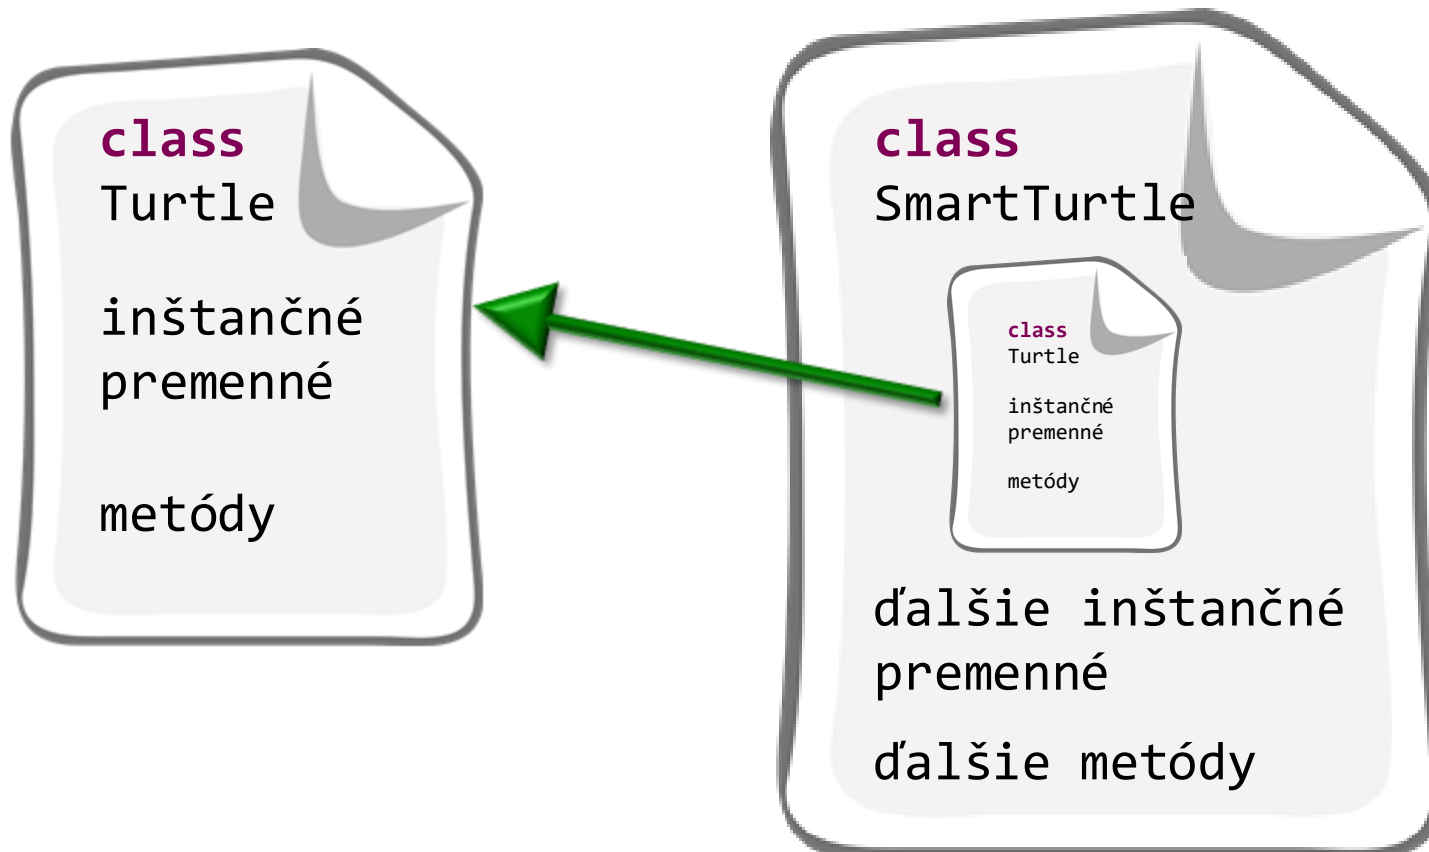 class
Turtle
inštančné
premenné
metódy
class
SmartTurtle
class
Turtle
inštančné
premenné
metódy
ďalšie inštančné
premenné
ďalšie metódy